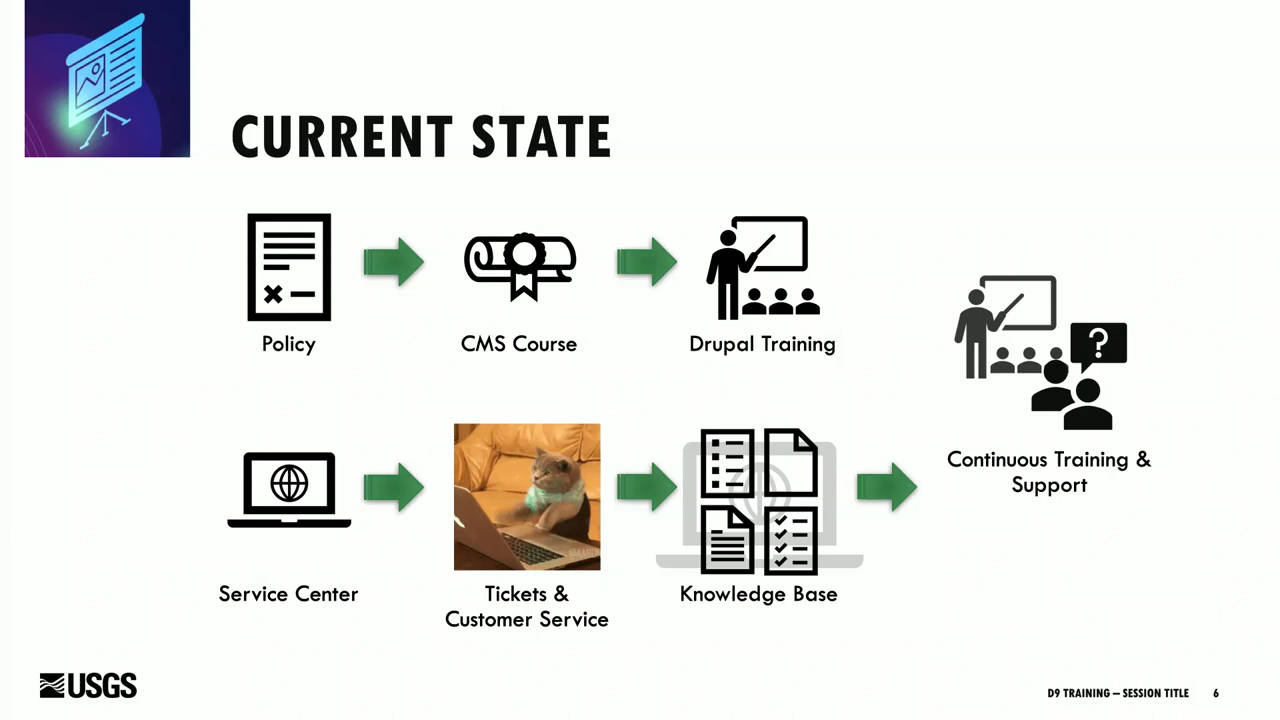 CURRENT STATE
Policy
CMS Course
Drupal Training
?
Continuous Training &
Support
Service Center
Tickets &
Customer Service
Knowledge Base
USGS
D9 TRAINING – SESSION TITLE 6